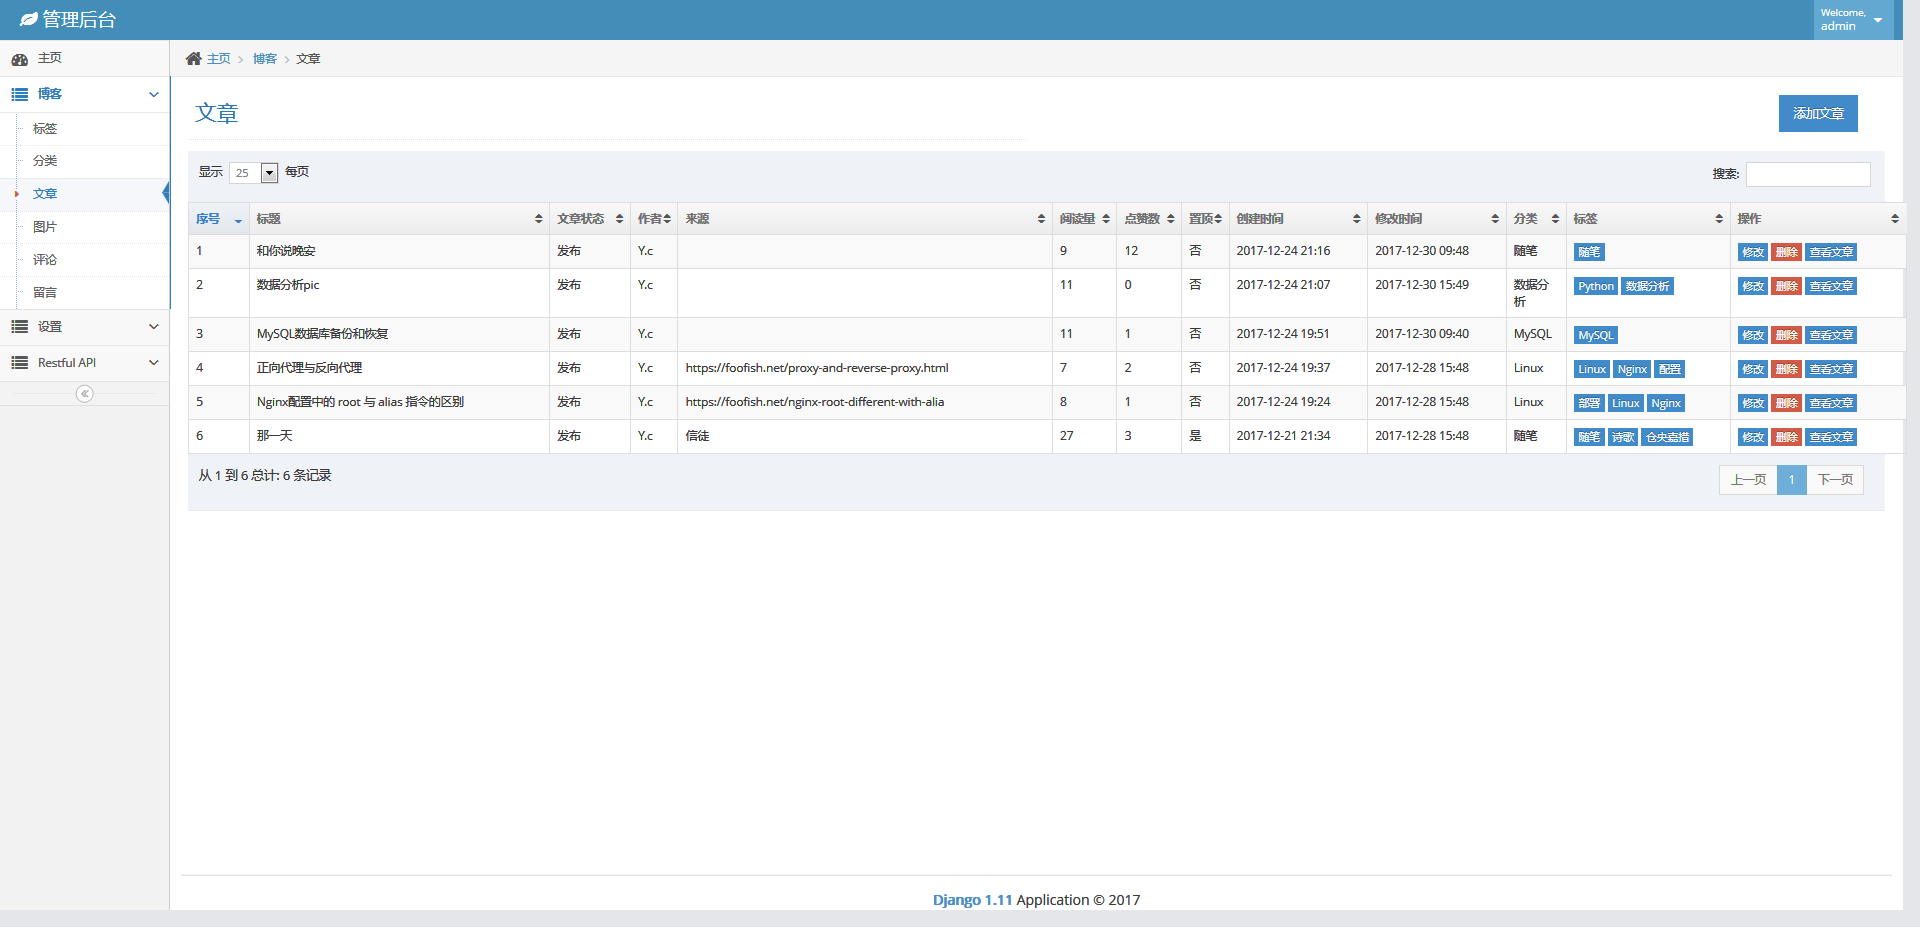 管理后台
Welcome,
admin
主页
博客
标签
分类
文章
图片
评论
留言
设置
Restful API
主页 > 博客 > 文章
文章
添加文章
显示 25 每页
搜索:
序号 标题 文章状态 作者 来源 阅读量 点赞数 置顶 创建时间 修改时间 分类 标签 操作
1 和你说晚安 发布 Y.c 9 12 否 2017-12-24 21:16 2017-12-30 09:48 随笔 随笔 修改 删除 查看文章
2 数据分析pic 发布 Y.c 11 0 否 2017-12-24 21:07 2017-12-30 15:49 数据分析 Python 数据分析 修改 删除 查看文章
3 MySQL数据库备份和恢复 发布 Y.c 11 1 否 2017-12-24 19:51 2017-12-30 09:40 MySQL MySQL 修改 删除 查看文章
4 正向代理与反向代理 发布 Y.c https://foofish.net/proxy-and-reverse-proxy.html 7 2 否 2017-12-24 19:37 2017-12-28 15:48 Linux Linux Nginx 配置 修改 删除 查看文章
5 Nginx配置中的 root 与 alias 指令的区别 发布 Y.c https://foofish.net/nginx-root-different-with-alia 8 1 否 2017-12-24 19:24 2017-12-28 15:48 Linux 部署 Linux Nginx 修改 删除 查看文章
6 那一天 发布 Y.c 信徒 27 3 是 2017-12-21 21:34 2017-12-28 15:48 随笔 随笔 诗歌 仓央嘉措 修改 删除 查看文章
从 1 到 6 总计: 6 条记录
上一页 1 下一页
Django 1.11 Application © 2017